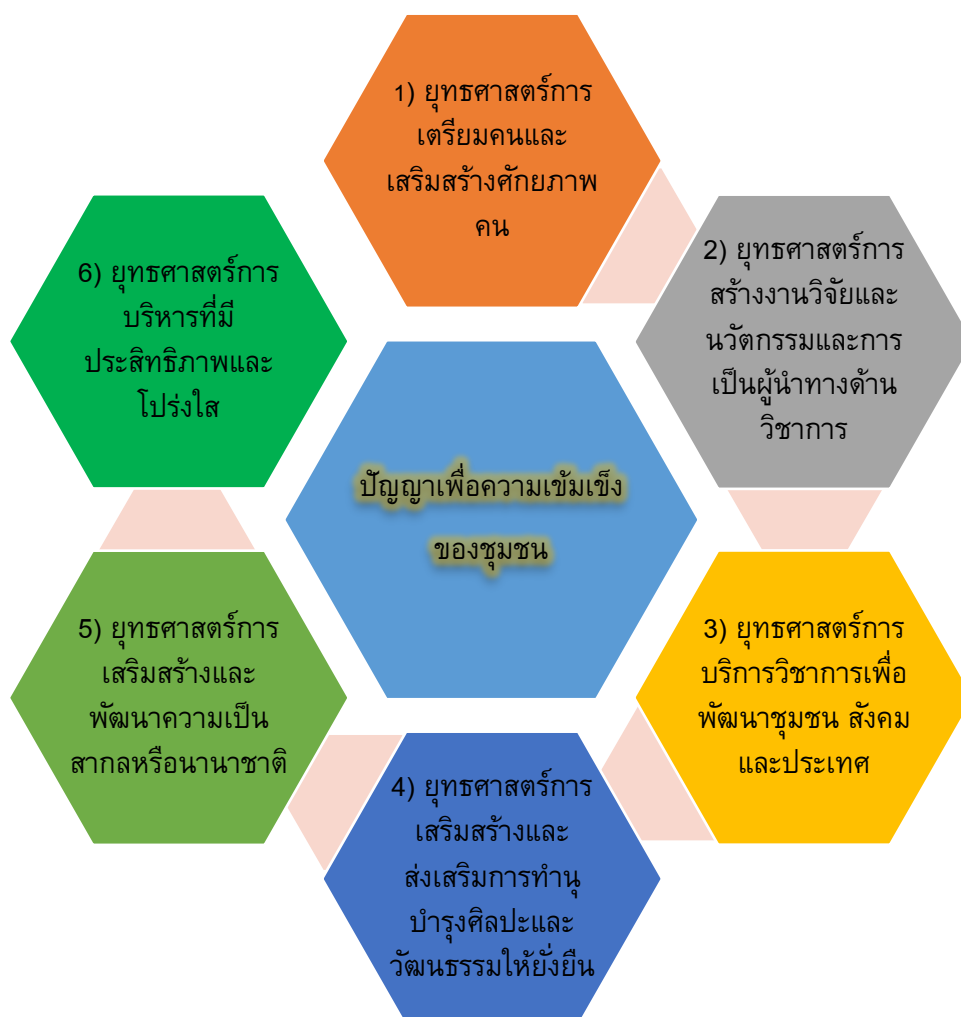 1) ยุทธศาสตร์การ
เตรียมคนและ
เสริมสร้างศักยภาพ
คน
2) ยุทธศาสตร์การ
สร้างงานวิจัยและ
นวัตกรรมและการ
เป็นผู้นำทางด้าน
วิชาการ
3) ยุทธศาสตร์การ
บริการวิชาการเพื่อ
พัฒนาชุมชน สังคม
และประเทศ
4) ยุทธศาสตร์การ
เสริมสร้างและ
ส่งเสริมการทำนุ
บำรุงศิลปะและ
วัฒนธรรมให้ยั่งยืน
5) ยุทธศาสตร์การ
เสริมสร้างและ
พัฒนาความเป็น
สากลหรือนานาชาติ
6) ยุทธศาสตร์การ
บริหารที่มี
ประสิทธิภาพและ
โปร่งใส
ปัญญาเพื่อความเข้มเข็ง
ของชุมชน